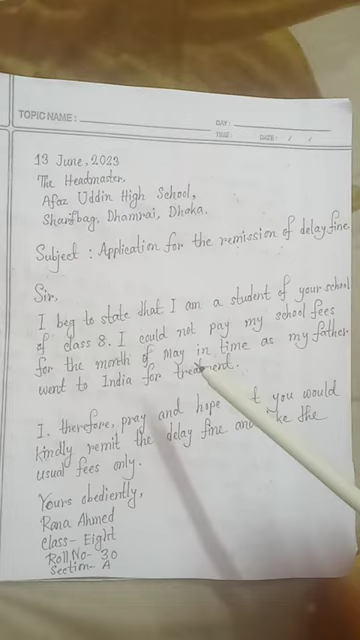 TOPIC NAME :
DAY :
TIME : DATE : / /
13 June, 2023
The Headmaster,
Afaz Uddin High School,
Sharifbag, Dhamrai, Dhaka.
Subject : Application for the remission of delay fine.
Sir,
I beg to state that I am a student of your school
of class 8. I could not pay my school fees
for the month of May in time as my father
went to India for treatment.
I. therefore, pray and hope you would
kindly remit the delay fine and the
usual fees only.
Yours obediently,
Rana Ahmed
Class- Eight
Roll No- 30
Section- A